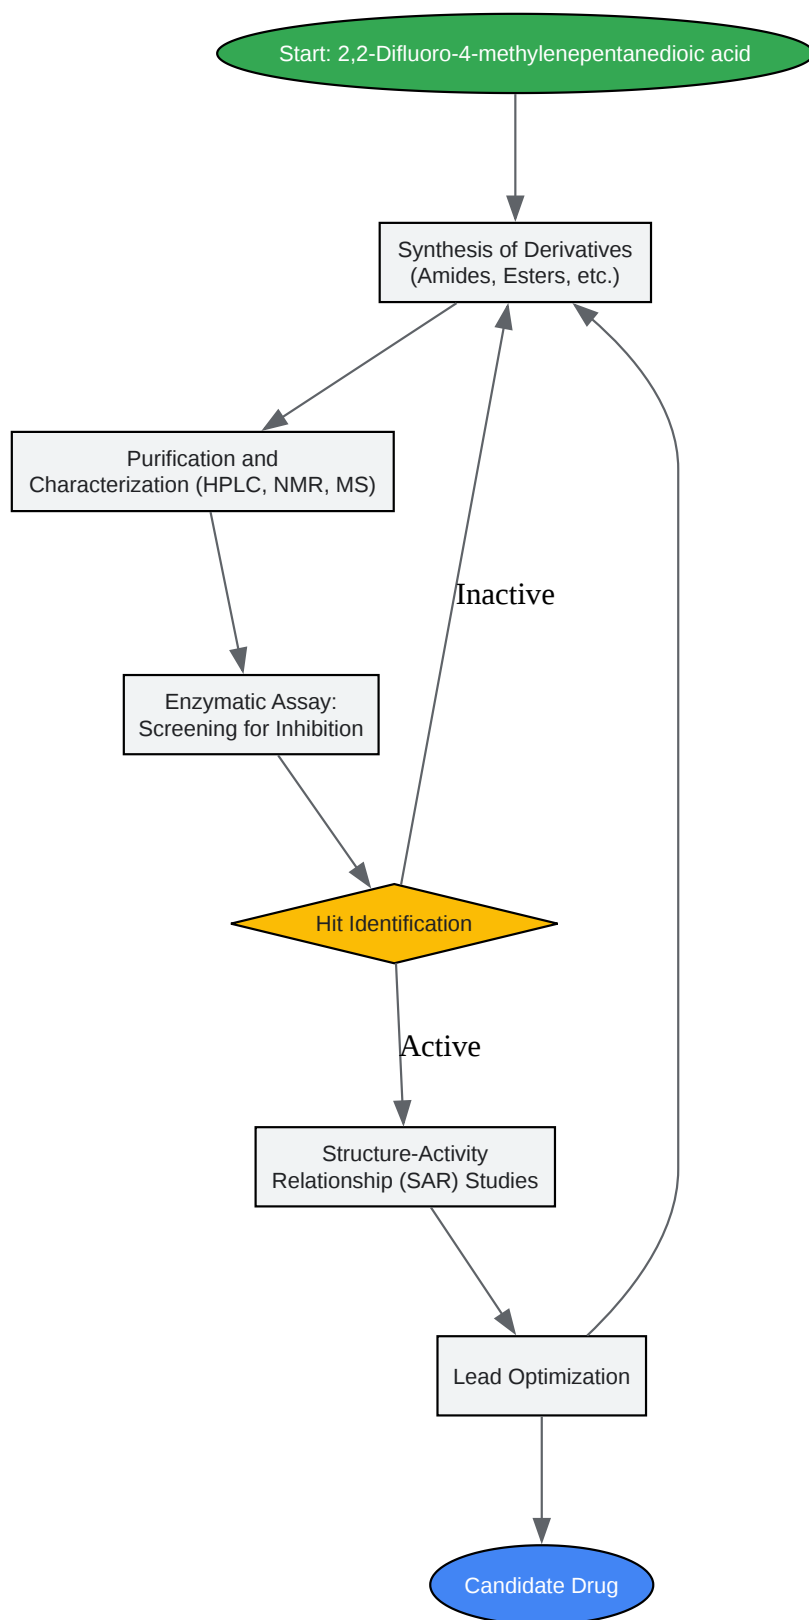 Start: 2,2-Difluoro-4-methylenepentanedioic acid
Synthesis of Derivatives
(Amides, Esters, etc.)
Purification and
Characterization (HPLC, NMR, MS)
Inactive
Enzymatic Assay:
Screening for Inhibition
Hit Identification
Active
Structure-Activity
Relationship (SAR) Studies
Lead Optimization
Candidate Drug